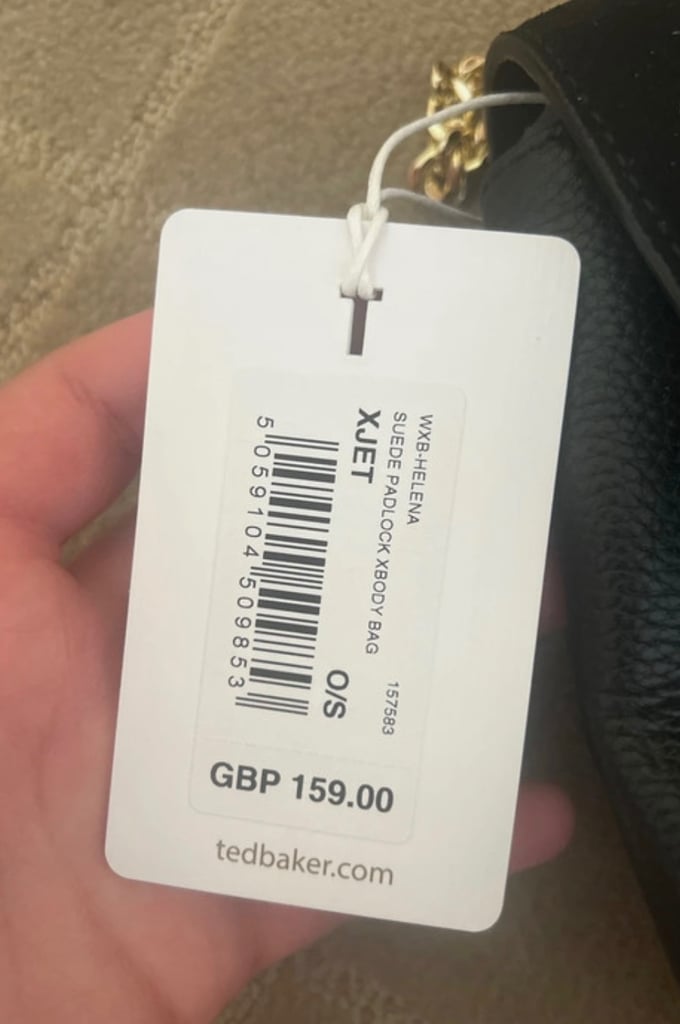 T
WXB-HELENA
SUEDE PADLOCK XBODY BAG 157583
XJET O/S
5 059104 509853
GBP 159.00
tedbaker.com